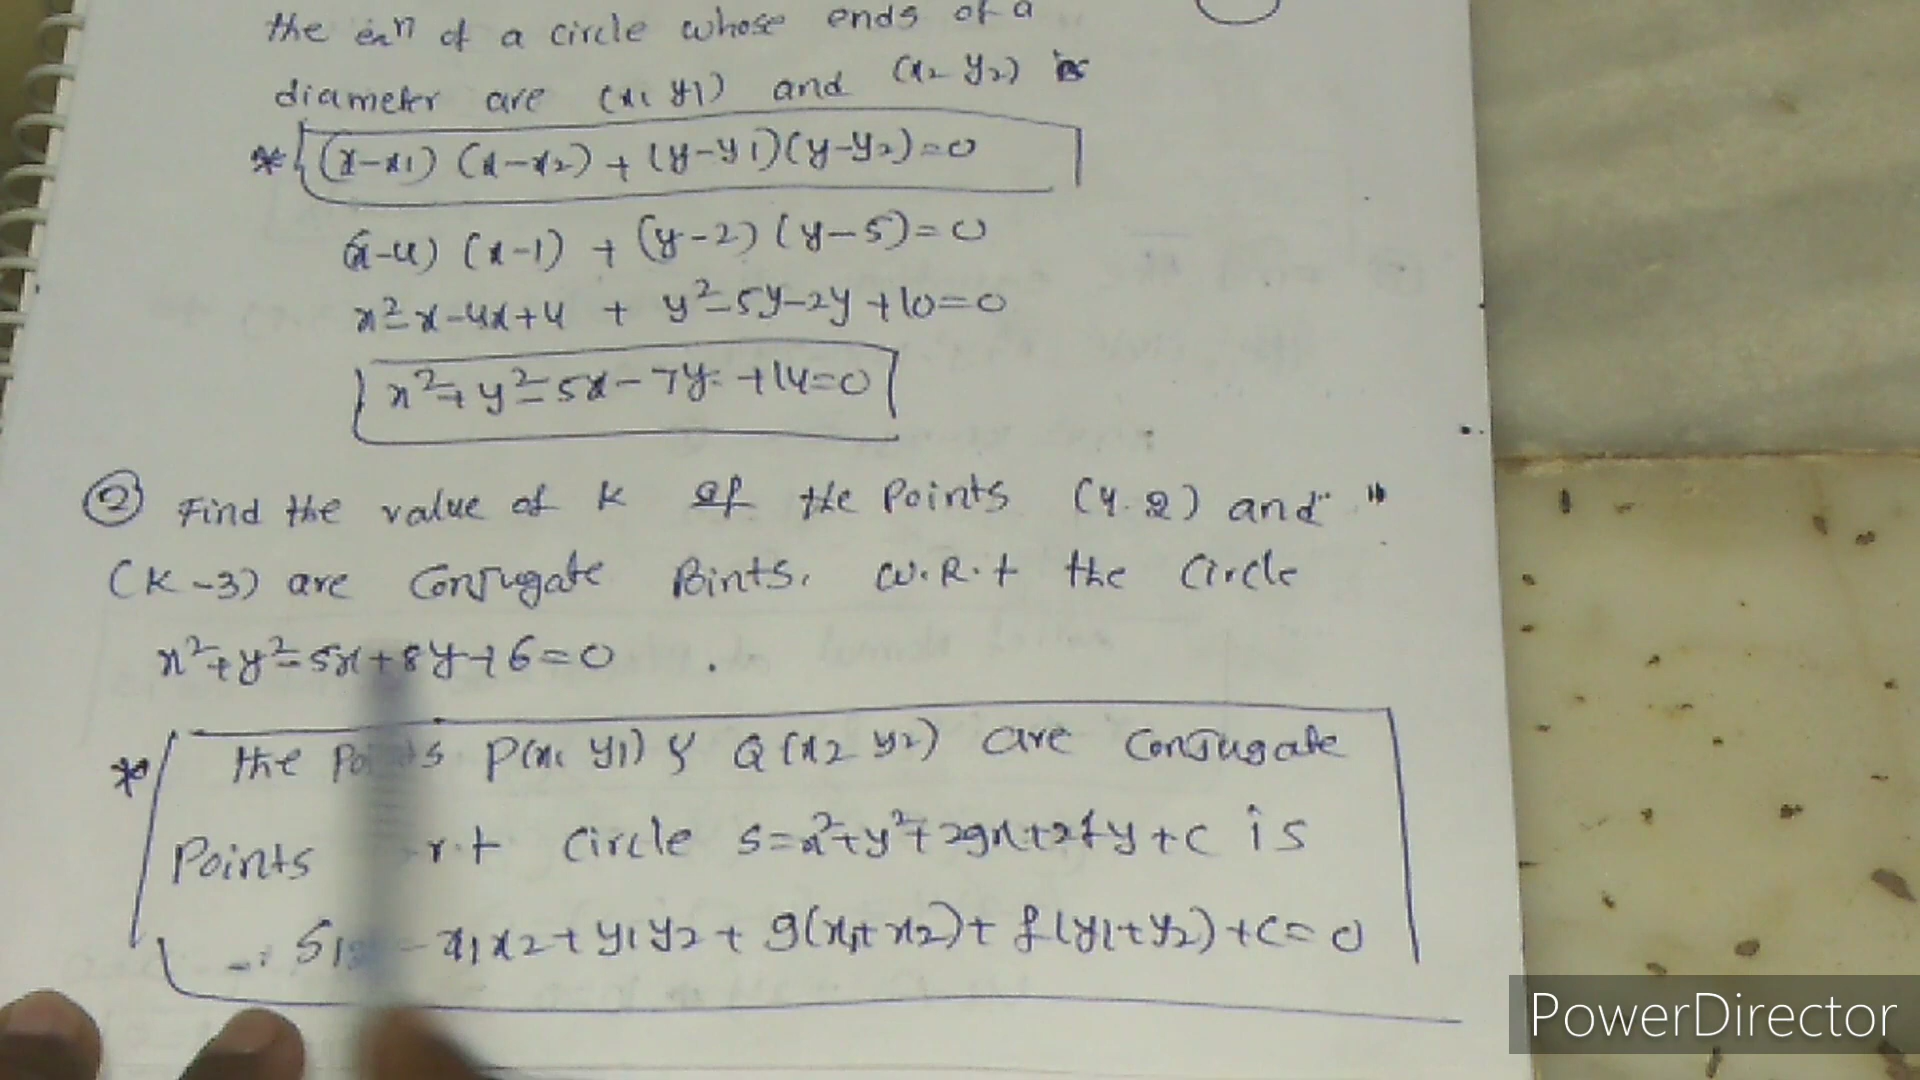 the eqn of a circle whose ends of a
diameter are (x1 y1) and (x2 y2) is
* (x-x1) (x-x2) + (y-y1)(y-y2)=0
(x-4) (x-1) + (y-2) (y-5)=0
x²-x-4x+4 + y²-5y-2y+10=0
x²+y²-5x-7y+14=0
② Find the value of K if the Points (4.2) and "
(K-3) are Conjugate Points. W.R.t the Circle
x²+y²-5x+8y+6=0 .
* the P(x1 y1) & Q(x2 y2) are Conjugate
Points r.t Circle S=x²+y²+2gx+2fy+c is
x1x2+y1y2+g(x1+x2)+f(y1+y2)+c=0
PowerDirector